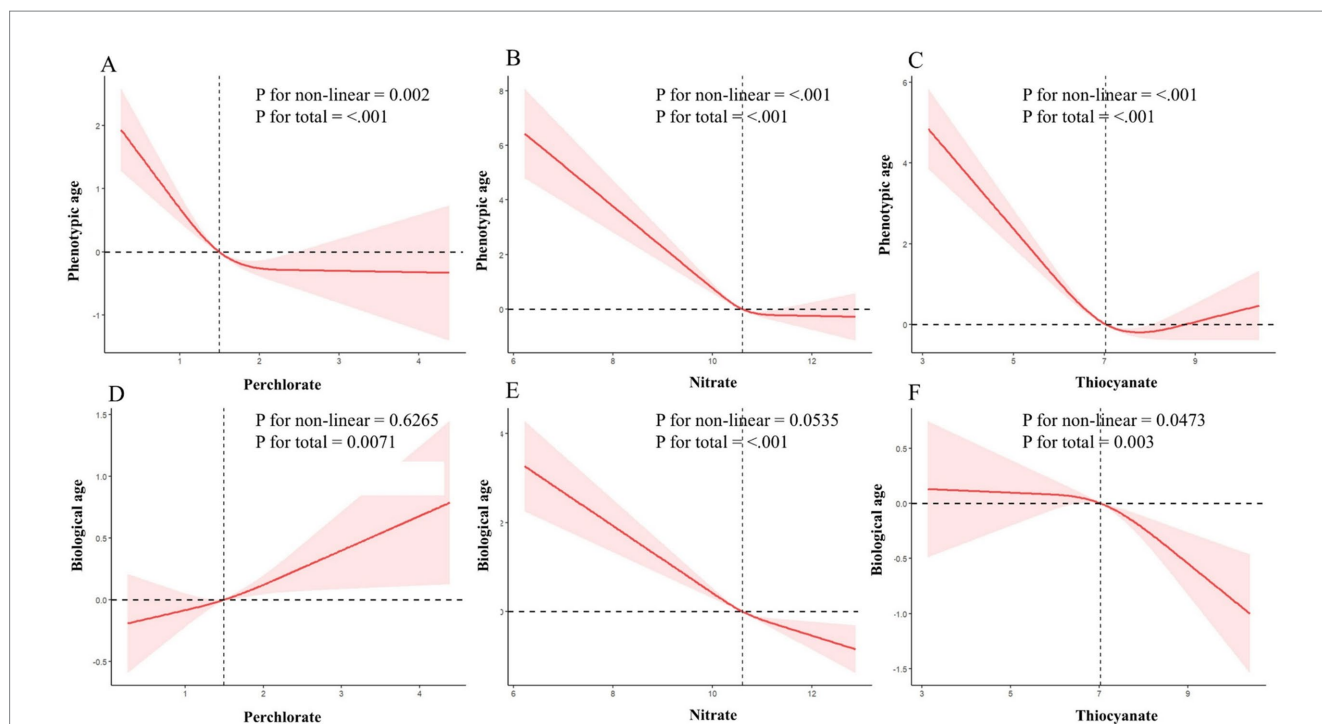 A
P for non-linear = 0.002
P for total = <.001
2
1
0
-1
Phenotypic age
1
2
3
4
Perchlorate
B
P for non-linear = <.001
P for total = <.001
8
6
4
2
0
Phenotypic age
6
8
10
12
Nitrate
C
P for non-linear = <.001
P for total = <.001
6
4
2
0
Phenotypic age
3
5
7
9
Thiocyanate
D
P for non-linear = 0.6265
P for total = 0.0071
1.5
1.0
0.5
0.0
-0.5
Biological age
1
2
3
4
Perchlorate
E
P for non-linear = 0.0535
P for total = <.001
4
2
0
Biological age
6
8
10
12
Nitrate
F
P for non-linear = 0.0473
P for total = 0.003
0.5
0.0
-0.5
-1.0
-1.5
Biological age
3
5
7
9
Thiocyanate